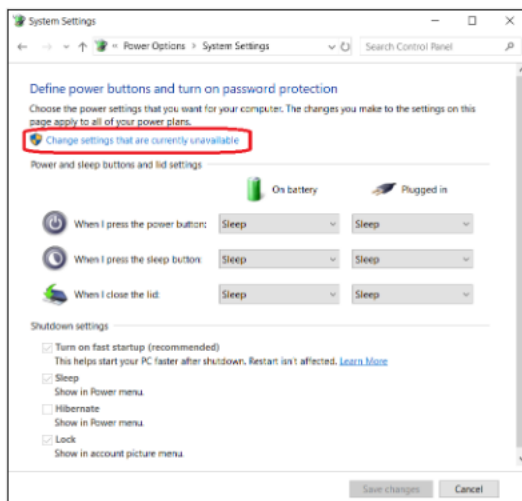 System Settings
« Power Options > System Settings
Search Control Panel
Define power buttons and turn on password protection
Choose the power settings that you want for your computer. The changes you make to the settings on this
page apply to all of your power plans.
Change settings that are currently unavailable
Power and sleep buttons and lid settings
On battery Plugged in
When I press the power button: Sleep Sleep
When I press the sleep button: Sleep Sleep
When I close the lid: Sleep Sleep
Shutdown settings
Turn on fast startup (recommended)
This helps start your PC faster after shutdown. Restart isn't affected. Learn More
Sleep
Show in Power menu.
Hibernate
Show in Power menu.
Lock
Show in account picture menu.
Save changes Cancel